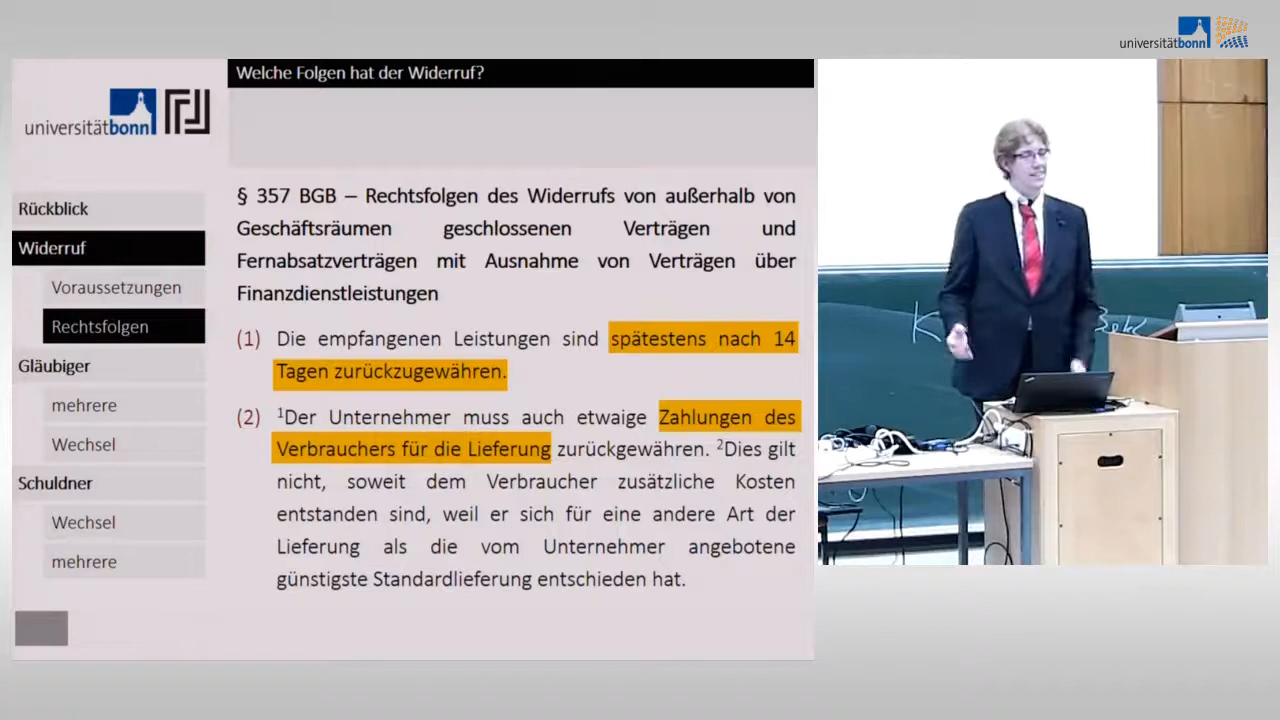 universitätbonn
Welche Folgen hat der Widerruf?
universitätbonn
Rückblick
Widerruf
Voraussetzungen
Rechtsfolgen
Gläubiger
mehrere
Wechsel
Schuldner
Wechsel
mehrere
§ 357 BGB – Rechtsfolgen des Widerrufs von außerhalb von
Geschäftsräumen geschlossenen Verträgen und
Fernabsatzverträgen mit Ausnahme von Verträgen über
Finanzdienstleistungen
(1) Die empfangenen Leistungen sind spätestens nach 14
Tagen zurückzugewähren.
(2) ¹Der Unternehmer muss auch etwaige Zahlungen des
Verbrauchers für die Lieferung zurückgewähren. ²Dies gilt
nicht, soweit dem Verbraucher zusätzliche Kosten
entstanden sind, weil er sich für eine andere Art der
Lieferung als die vom Unternehmer angebotene
günstigste Standardlieferung entschieden hat.